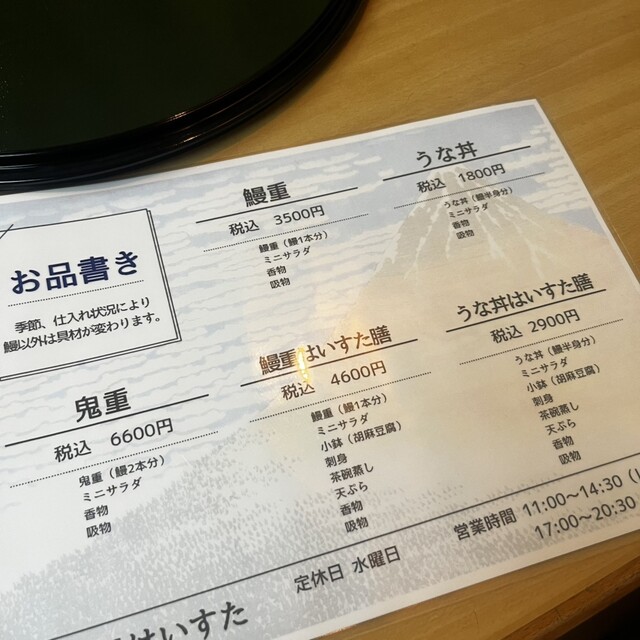 お品書き
季節、仕入れ状況により
鰻以外は具材が変わります。
鰻重
税込 3500円
鰻重（鰻1本分）
ミニサラダ
香物
吸物
うな丼
税込 1800円
うな丼（鰻半身分）
ミニサラダ
香物
吸物
鬼重
税込 6600円
鬼重（鰻2本分）
ミニサラダ
香物
吸物
鰻重はいすた膳
税込 4600円
鰻重（鰻1本分）
ミニサラダ
小鉢（胡麻豆腐）
刺身
茶碗蒸し
天ぷら
香物
吸物
うな丼はいすた膳
税込 2900円
うな丼（鰻半身分）
ミニサラダ
小鉢（胡麻豆腐）
刺身
茶碗蒸し
天ぷら
香物
吸物
営業時間 11:00〜14:30
17:00〜20:30
定休日 水曜日
はいすた